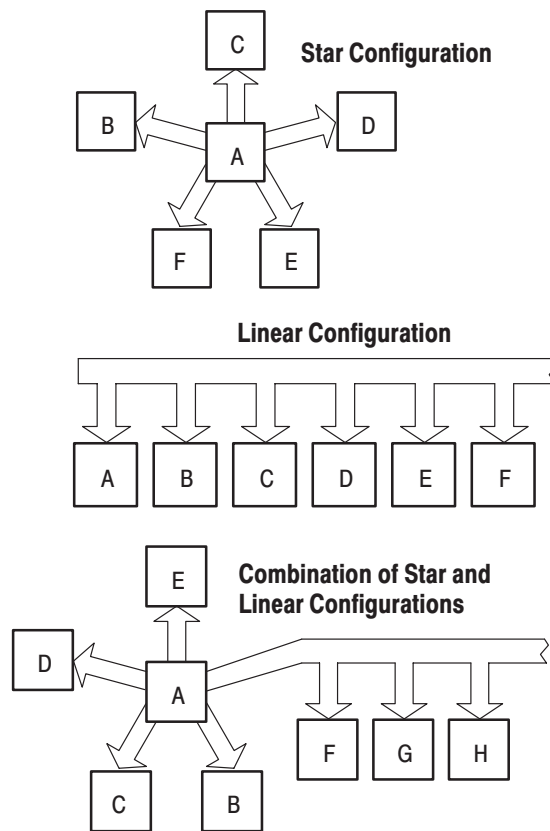 C
Star Configuration
B
D
A
F
E
Linear Configuration
A B C D E F
E
Combination of Star and
Linear Configurations
D
A
F G H
C
B